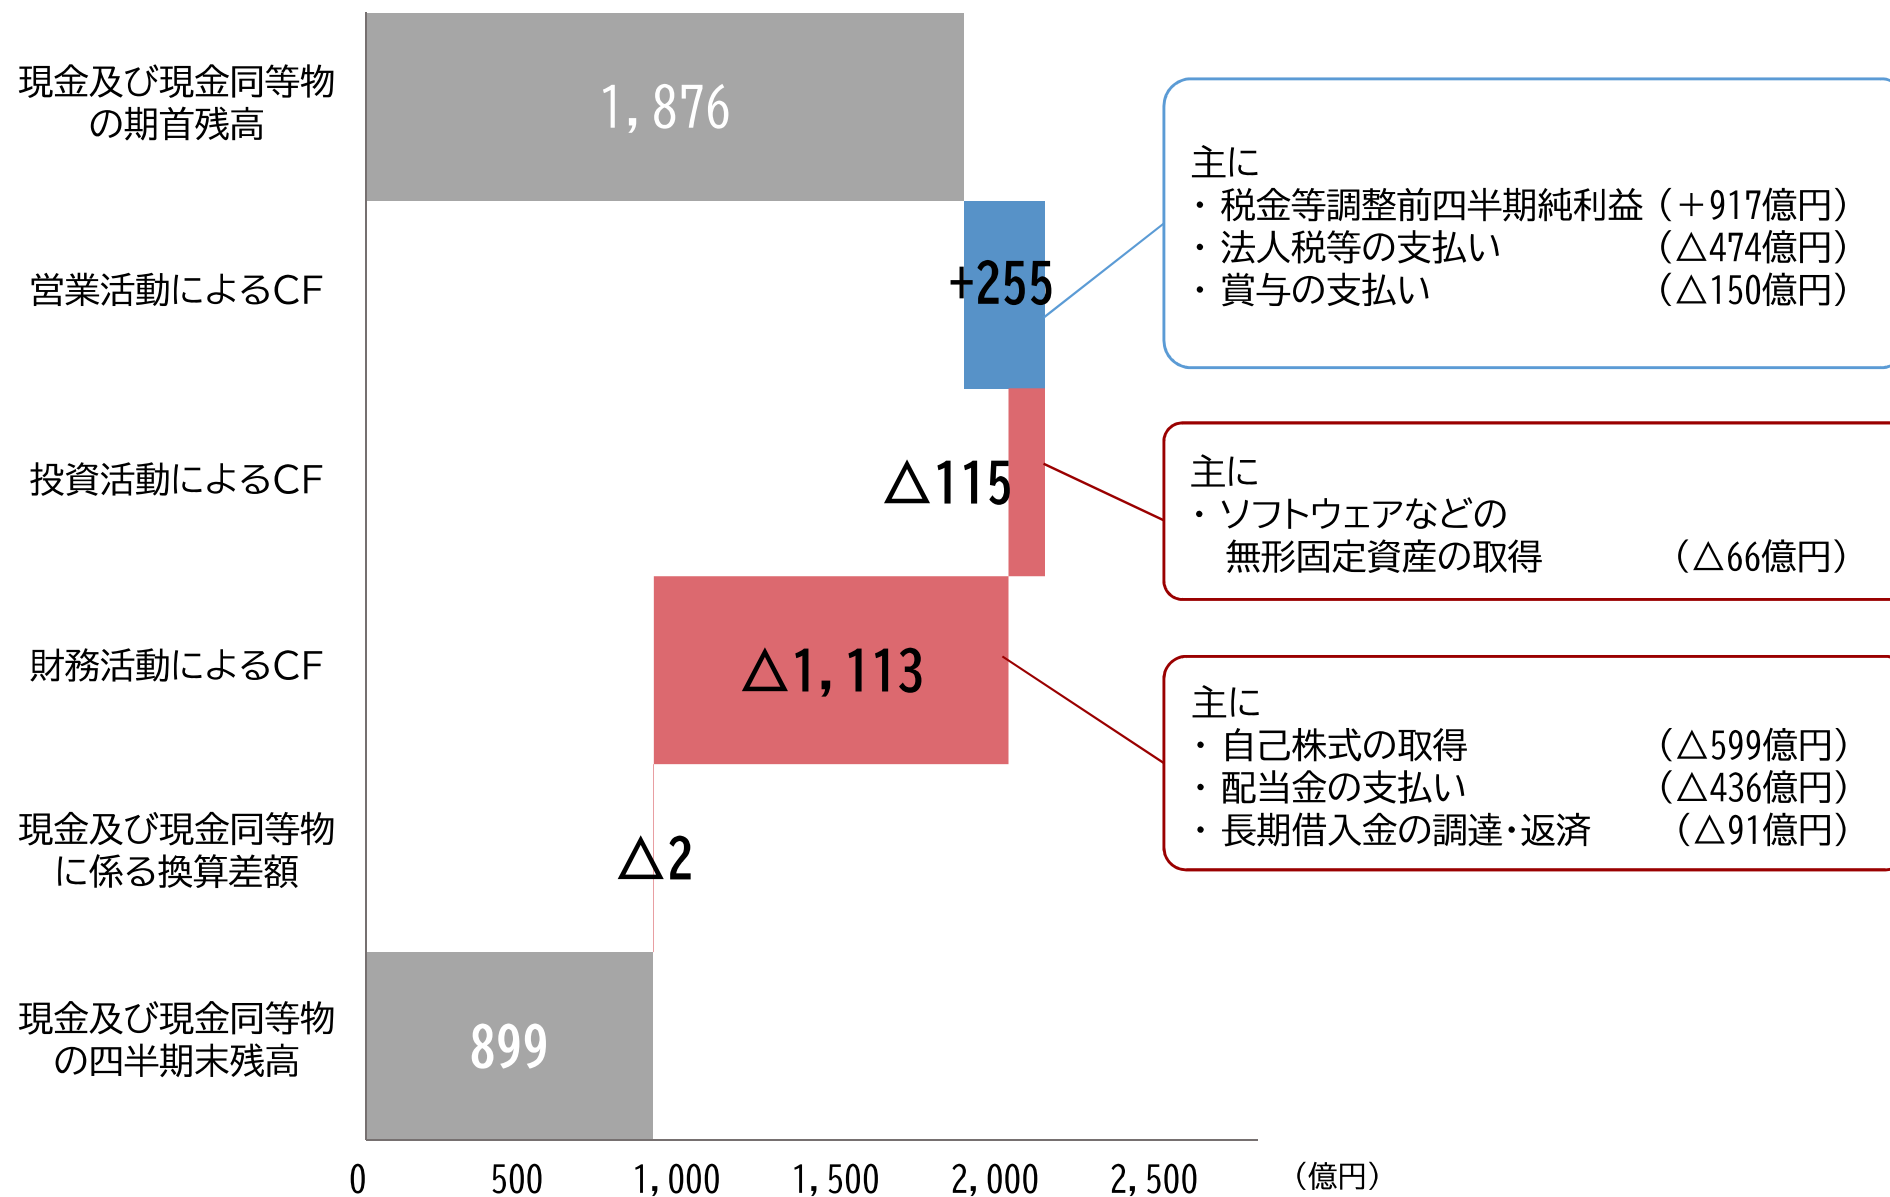 現金及び現金同等物
の期首残高
1,876
営業活動によるCF
+255
主に
・税金等調整前四半期純利益（＋917億円）
・法人税等の支払い（△474億円）
・賞与の支払い（△150億円）
投資活動によるCF
△115
主に
・ソフトウェアなどの
無形固定資産の取得（△66億円）
財務活動によるCF
△1,113
主に
・自己株式の取得（△599億円）
・配当金の支払い（△436億円）
・長期借入金の調達・返済（△91億円）
現金及び現金同等物
に係る換算差額
△2
現金及び現金同等物
の四半期末残高
899
0 500 1,000 1,500 2,000 2,500 （億円）